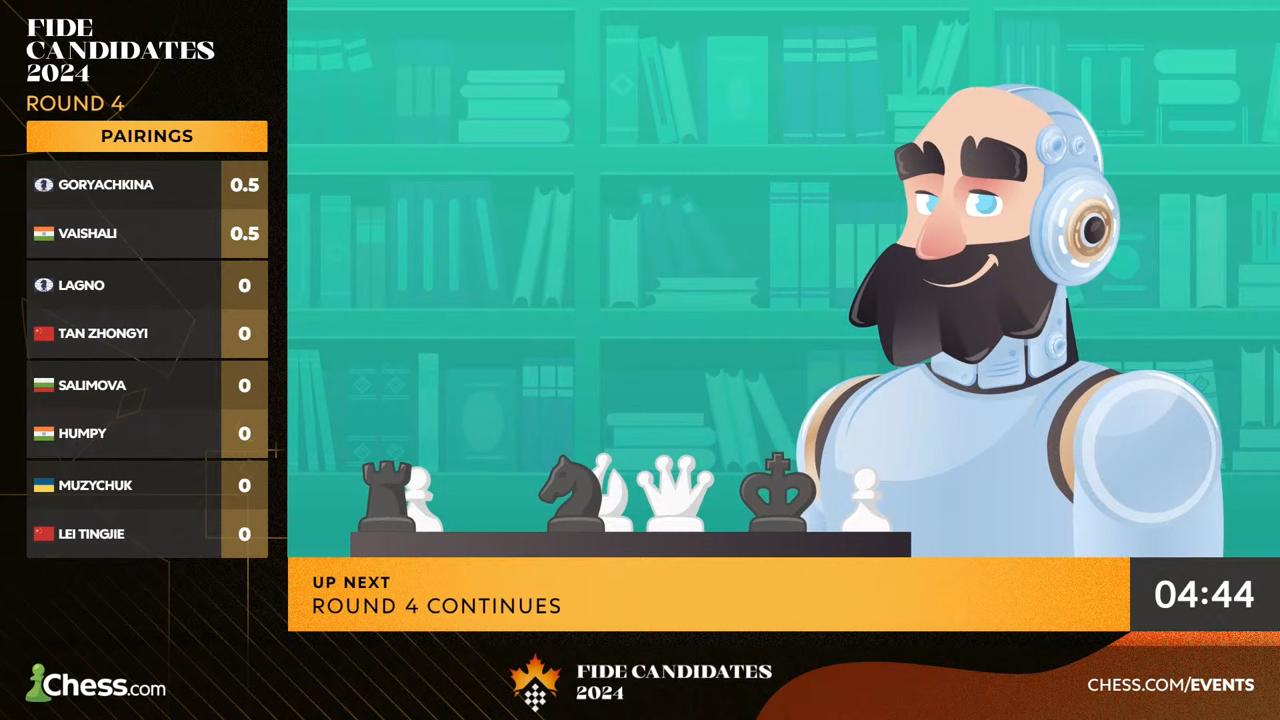 FIDE
CANDIDATES
2024
ROUND 4
PAIRINGS
GORYACHKINA 0.5
VAISHALI 0.5
LAGNO 0
TAN ZHONGYI 0
SALIMOVA 0
HUMPY 0
MUZYCHUK 0
LEI TINGJIE 0
UP NEXT
ROUND 4 CONTINUES
04:44
Chess.com
FIDE CANDIDATES
2024
CHESS.COM/EVENTS